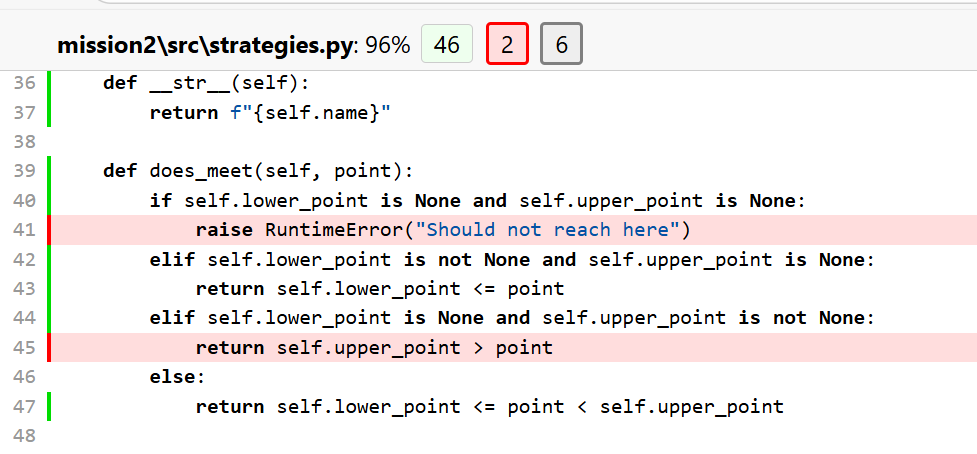 mission2\src\strategies.py: 96% 46 2 6
36 def __str__(self):
37 return f"{self.name}"
38
39 def does_meet(self, point):
40 if self.lower_point is None and self.upper_point is None:
41 raise RuntimeError("Should not reach here")
42 elif self.lower_point is not None and self.upper_point is None:
43 return self.lower_point <= point
44 elif self.lower_point is None and self.upper_point is not None:
45 return self.upper_point > point
46 else:
47 return self.lower_point <= point < self.upper_point
48